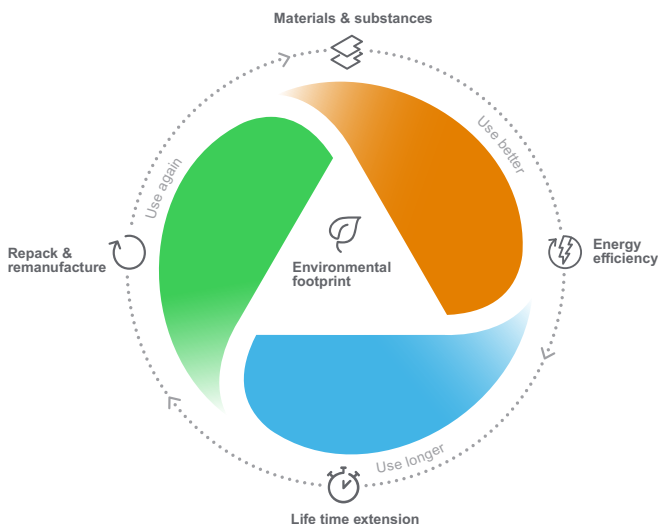 Materials & substances
Use better
Use again
Energy
efficiency
Repack &
remanufacture
Environmental
footprint
Use longer
Life time extension